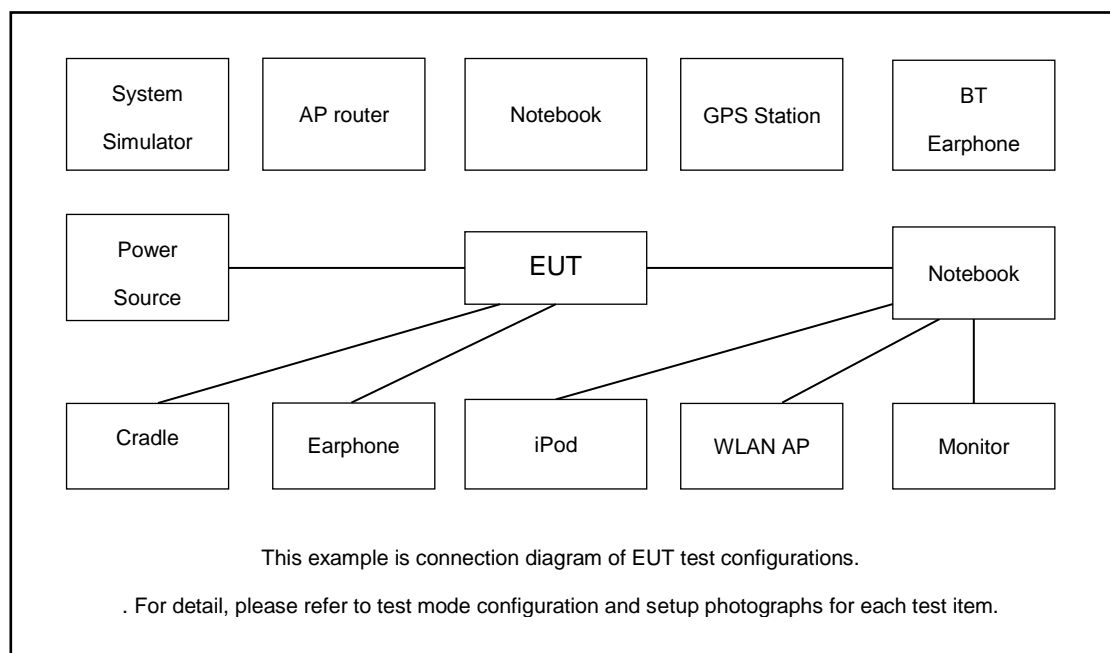 System
Simulator
AP router
Notebook
GPS Station
BT
Earphone
Power
Source
EUT
Notebook
Cradle
Earphone
iPod
WLAN AP
Monitor
This example is connection diagram of EUT test configurations.
. For detail, please refer to test mode configuration and setup photographs for each test item.